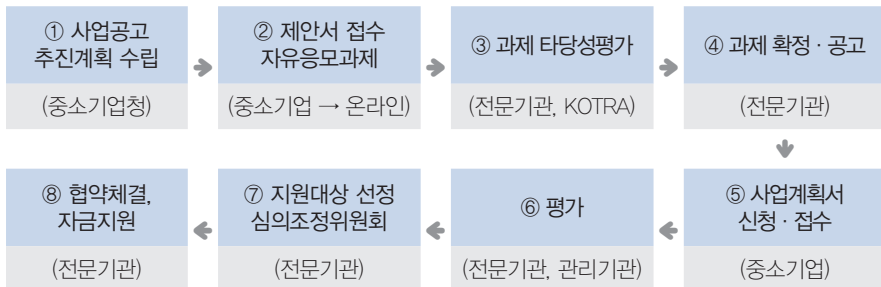 ① 사업공고
추진계획 수립
(중소기업청)
② 제안서 접수
자유응모과제
(중소기업 → 온라인)
③ 과제 타당성평가
(전문기관, KOTRA)
④ 과제 확정 · 공고
(전문기관)
⑤ 사업계획서
신청 · 접수
(중소기업)
⑥ 평가
(전문기관, 관리기관)
⑦ 지원대상 선정
심의조정위원회
(전문기관)
⑧ 협약체결,
자금지원
(전문기관)